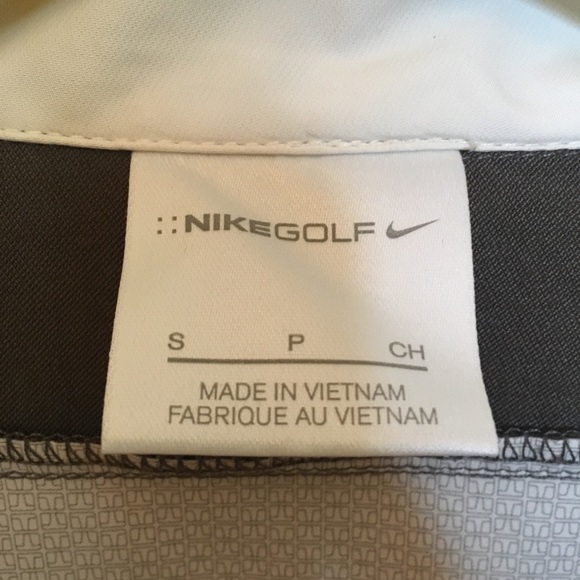 ::NIKEGOLF
S P CH
MADE IN VIETNAM
FABRIQUE AU VIETNAM